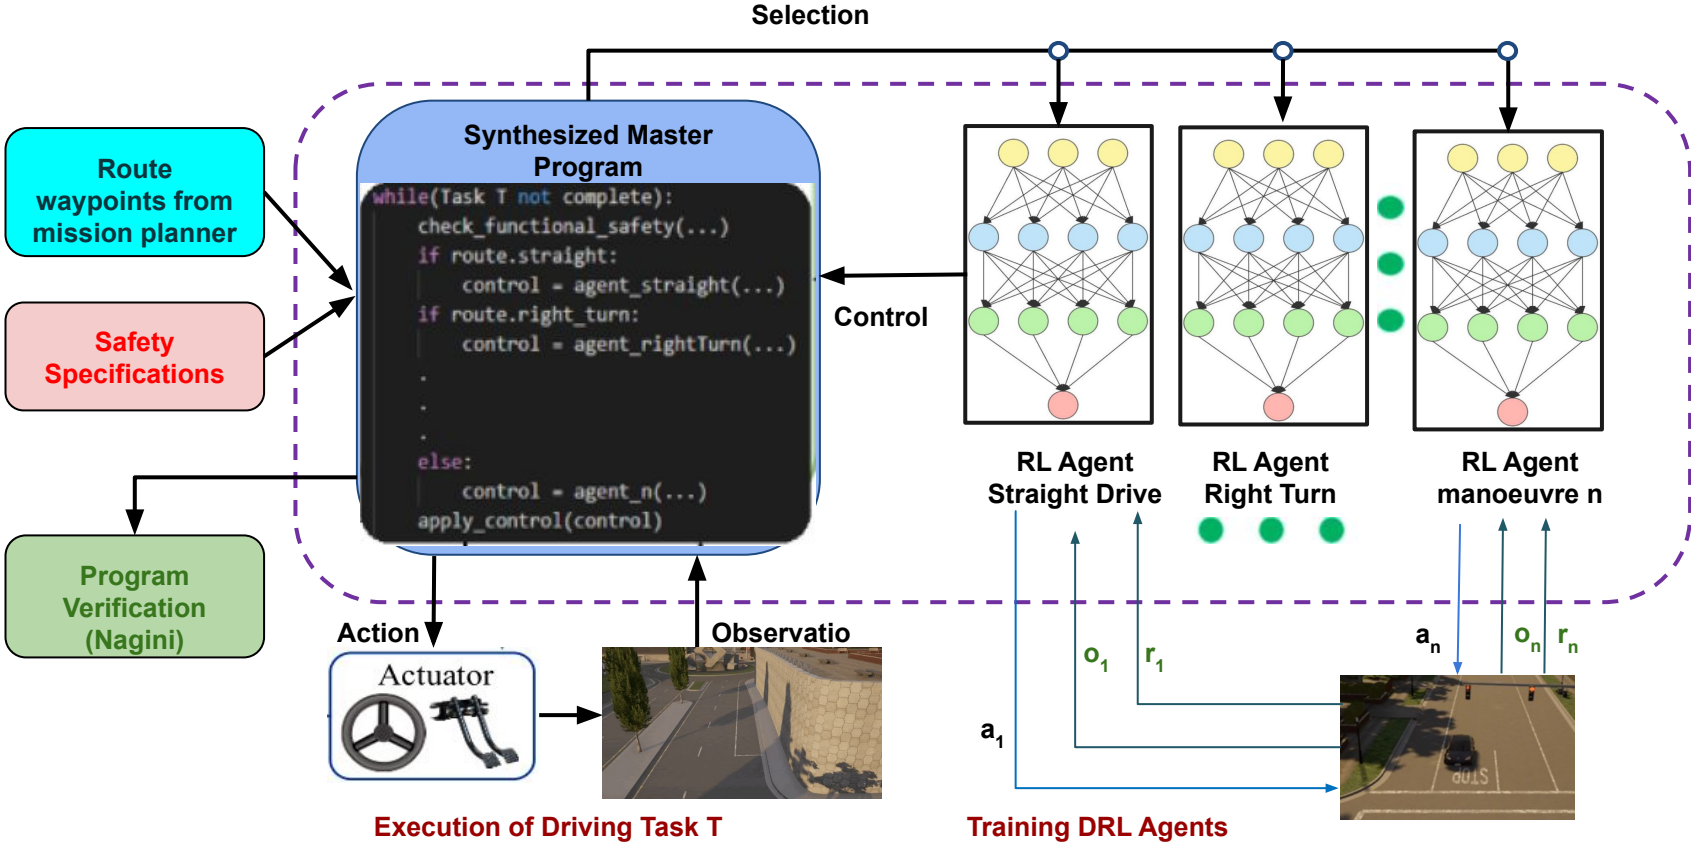 Selection
Synthesized Master
Program
Route
waypoints from
mission planner
Safety
Specifications
while(Task T not complete):
check_functional_safety(...)
if route.straight:
control = agent_straight(...)
if route.right_turn:
control = agent_rightTurn(...)
.
.
.
else:
control = agent_n(...)
apply_control(control)
Control
RL Agent
Straight Drive
RL Agent
Right Turn
RL Agent
manoeuvre n
Program
Verification
(Nagini)
Action
Observatio
Actuator
a1
o1
r1
an
on
rn
STOP
Execution of Driving Task T
Training DRL Agents